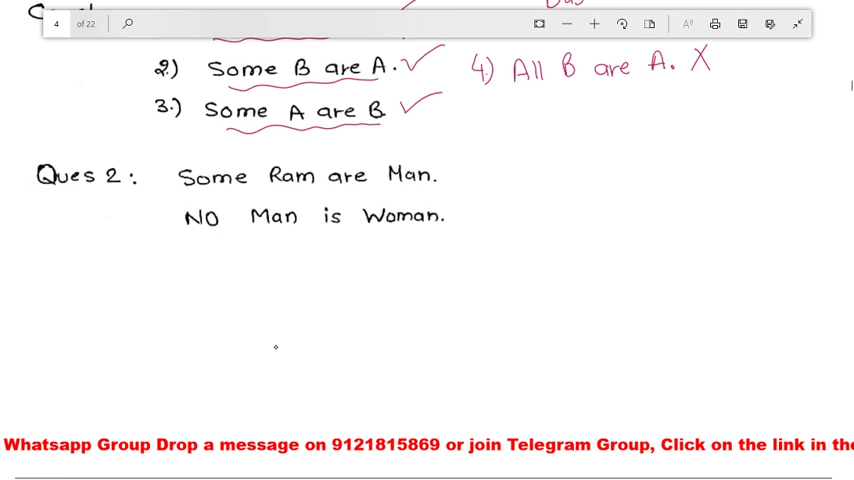 4 of 22
2.) Some B are A.
4.) All B are A. X
3.) Some A are B
Ques 2: Some Ram are Man.
NO Man is Woman.
Whatsapp Group Drop a message on 9121815869 or join Telegram Group, Click on the link in the